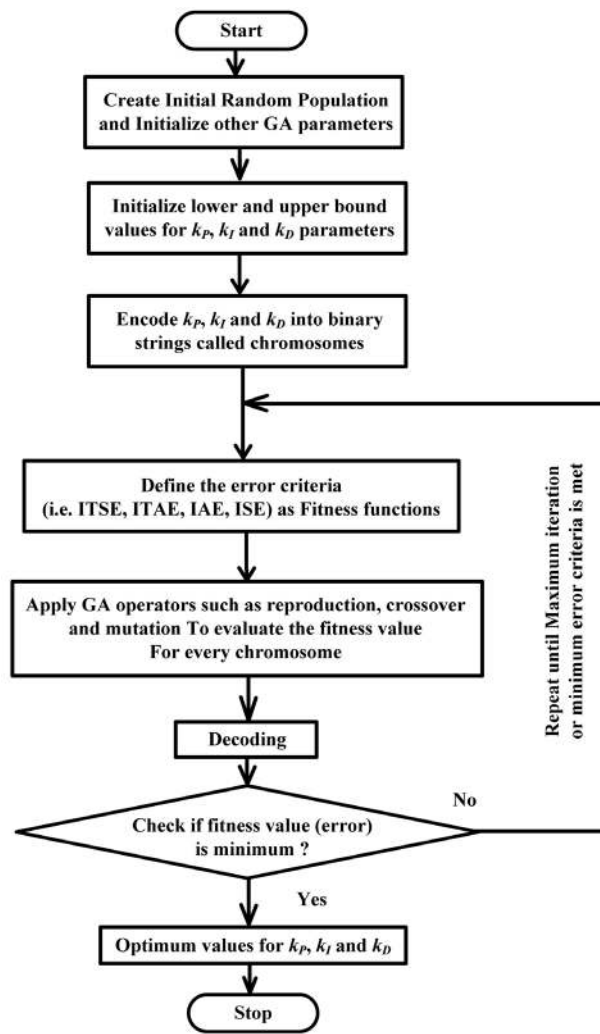 Start
Create Initial Random Population
and Initialize other GA parameters
Initialize lower and upper bound
values for kP, kI and kD parameters
Encode kP, kI and kD into binary
strings called chromosomes
Define the error criteria
(i.e. ITSE, ITAE, IAE, ISE) as Fitness functions
Apply GA operators such as reproduction, crossover
and mutation To evaluate the fitness value
For every chromosome
Decoding
Check if fitness value (error)
is minimum ?
No
Repeat until Maximum iteration
or minimum error criteria is met
Yes
Optimum values for kP, kI and kD
Stop